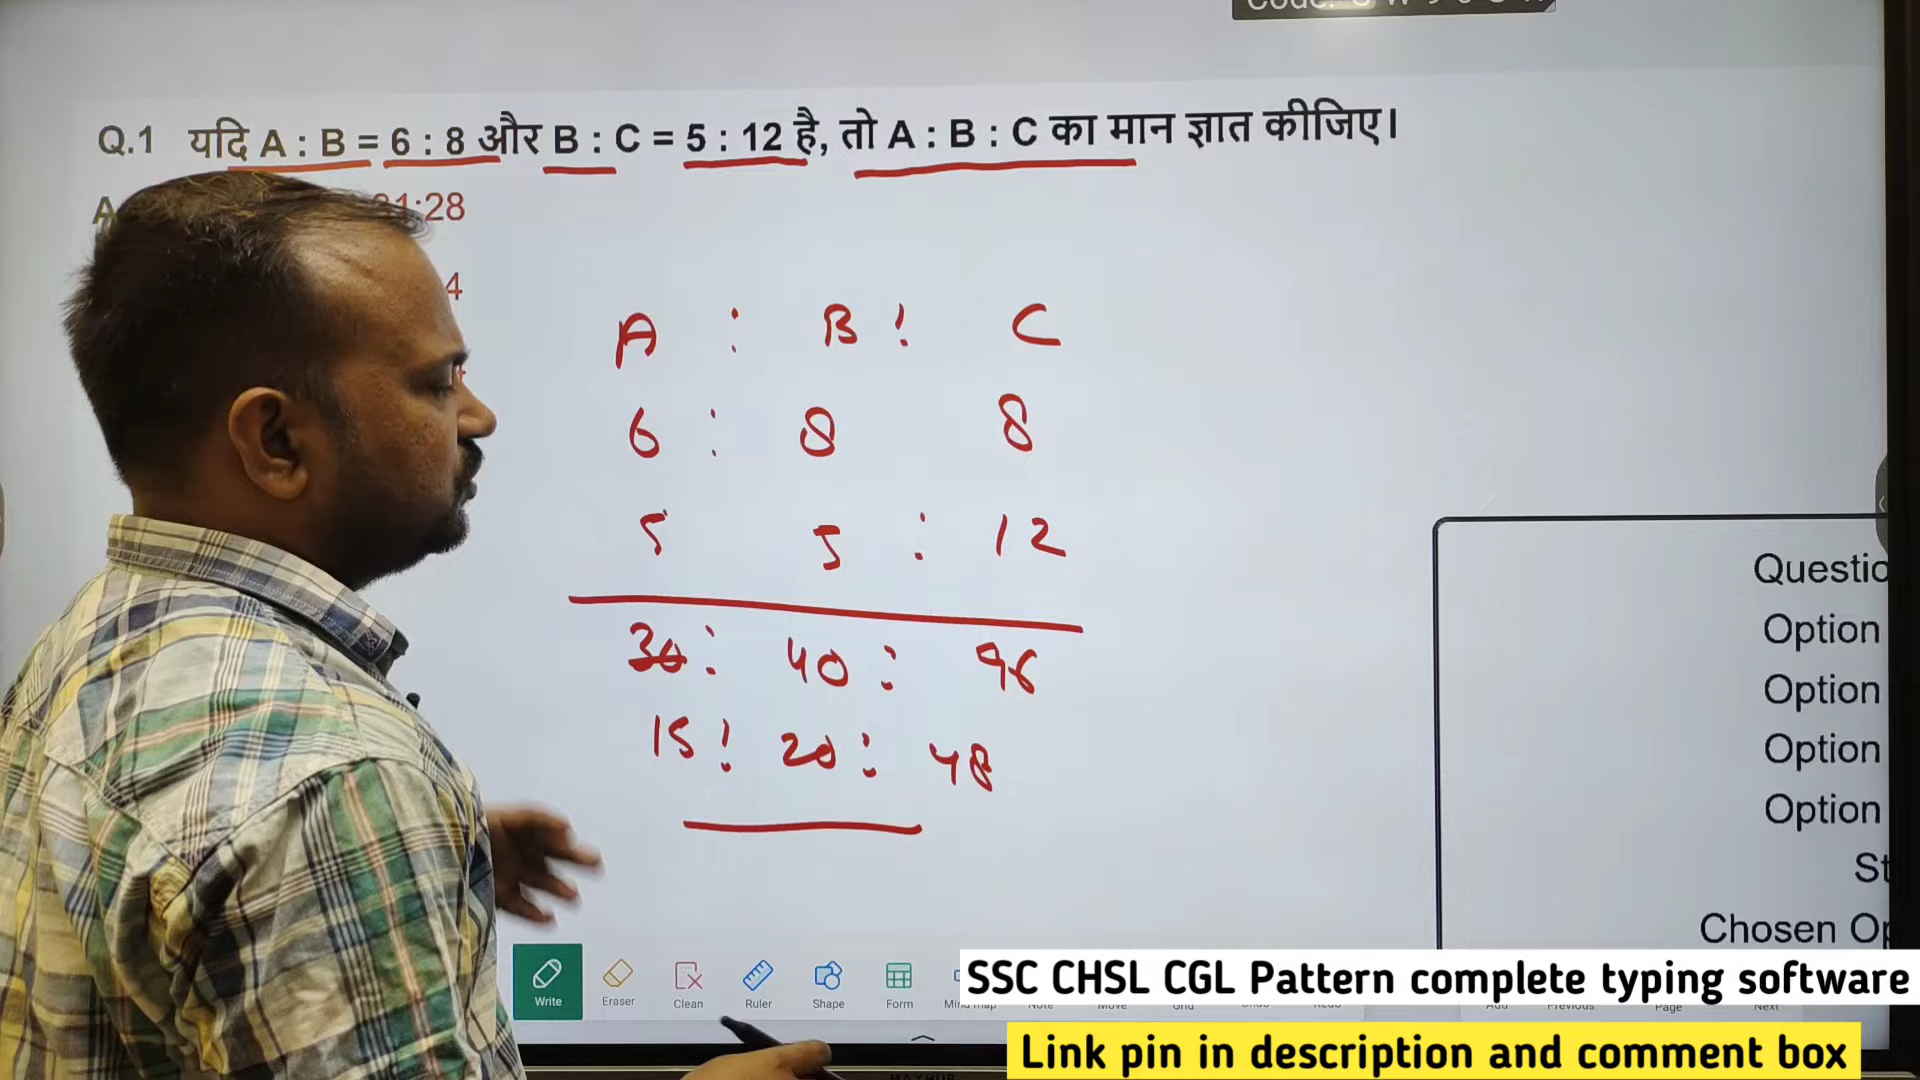 Q.1 यदि A : B = 6 : 8 और B : C = 5 : 12 है, तो A : B : C का मान ज्ञात कीजिए।
A
:28
4
A : B ! C
6 : 8 8
5 5 : 12
30 : 40 : 96
15 ! 20 : 48
Questio
Option
Option
Option
Option
St
Chosen Op
Write Eraser Clean Ruler Shape Form
SSC CHSL CGL Pattern complete typing software
Link pin in description and comment box